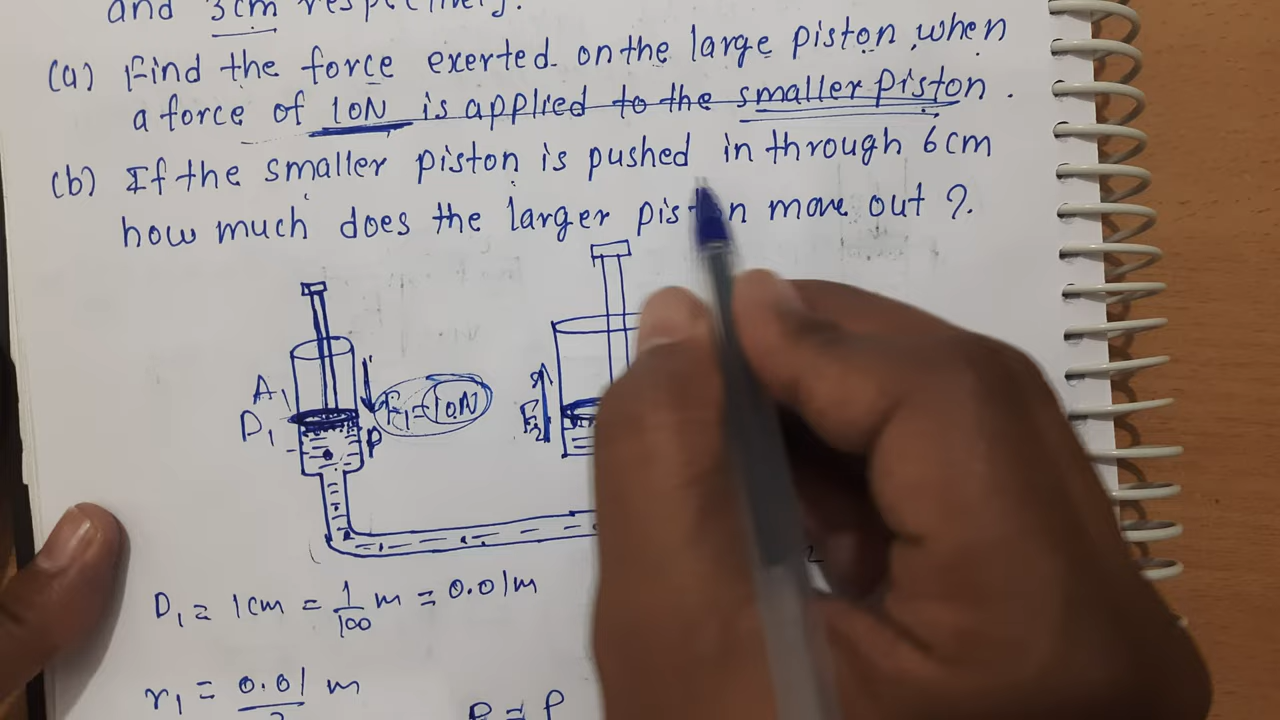 and 3cm respectively.
(a) Find the force exerted on the large piston, when
a force of 10N is applied to the smaller piston.
(b) If the smaller piston is pushed in through 6cm
how much does the larger piston move out ?
A1
D1
F1=10N
P
F2
D1 = 1cm = 1/100 m = 0.01m
r1 = 0.01/2 m
P = P